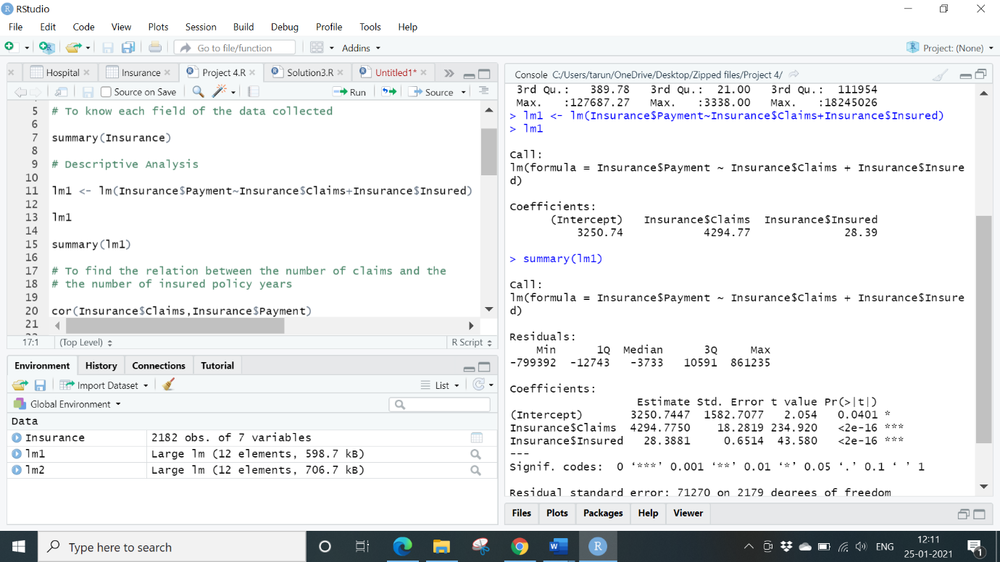 RStudio
File Edit Code View Plots Session Build Debug Profile Tools Help
Go to file/function Addins Project: (None)
Hospital Insurance Project 4.R Solution3.R Untitled1*
Source on Save Run Source
5 # To know each field of the data collected
6
7 summary(Insurance)
8
9 # Descriptive Analysis
10
11 lm1 <- lm(Insurance$Payment~Insurance$Claims+Insurance$Insured)
12
13 lm1
14
15 summary(lm1)
16
17 # To find the relation between the number of claims and the
18 # the number of insured policy years
19
20 cor(Insurance$Claims,Insurance$Payment)
21
17:1 (Top Level) R Script
Environment History Connections Tutorial
Import Dataset List
Global Environment
Data
Insurance 2182 obs. of 7 variables
lm1 Large lm (12 elements, 598.7 kB)
lm2 Large lm (12 elements, 706.7 kB)
Console C:/Users/tarun/OneDrive/Desktop/Zipped files/Project 4/
3rd Qu.: 389.78 3rd Qu.: 21.00 3rd Qu.: 111954
Max. :127687.27 Max. :3338.00 Max. :18245026
> lm1 <- lm(Insurance$Payment~Insurance$Claims+Insurance$Insured)
> lm1
Call:
lm(formula = Insurance$Payment ~ Insurance$Claims + Insurance$Insure
d)
Coefficients:
(Intercept) Insurance$Claims Insurance$Insured
3250.74 4294.77 28.39
> summary(lm1)
Call:
lm(formula = Insurance$Payment ~ Insurance$Claims + Insurance$Insure
d)
Residuals:
Min 1Q Median 3Q Max
-799392 -12743 -3733 10591 861235
Coefficients:
Estimate Std. Error t value Pr(>|t|)
(Intercept) 3250.7447 1582.7077 2.054 0.0401 *
Insurance$Claims 4294.7750 18.2819 234.920 <2e-16 ***
Insurance$Insured 28.3881 0.6514 43.580 <2e-16 ***
---
Signif. codes: 0 ‘***’ 0.001 ‘**’ 0.01 ‘*’ 0.05 ‘.’ 0.1 ‘ ’ 1
Residual standard error: 71270 on 2179 degrees of freedom
Files Plots Packages Help Viewer
Type here to search
ENG
12:11
25-01-2021
1